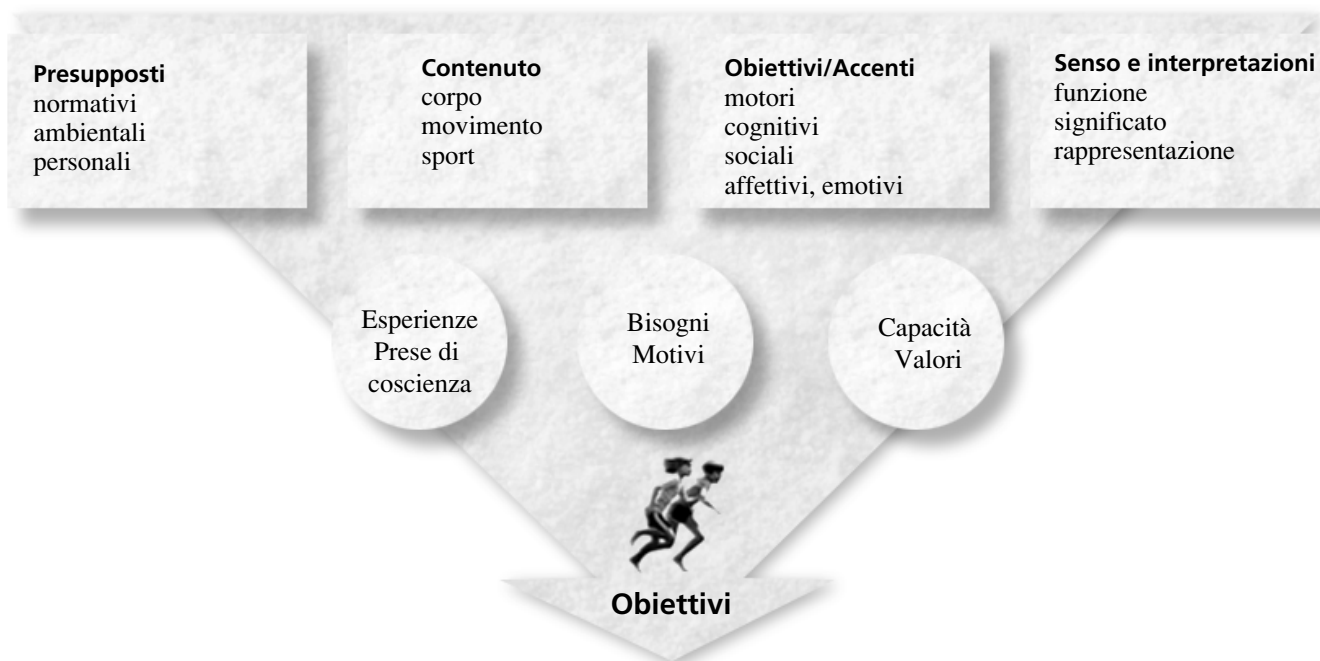 Presupposti
normativi
ambientali
personali
Contenuto
corpo
movimento
sport
Obiettivi/Accenti
motori
cognitivi
sociali
affettivi, emotivi
Senso e interpretazioni
funzione
significato
rappresentazione
Esperienze
Prese di
coscienza
Bisogni
Motivi
Capacità
Valori
Obiettivi